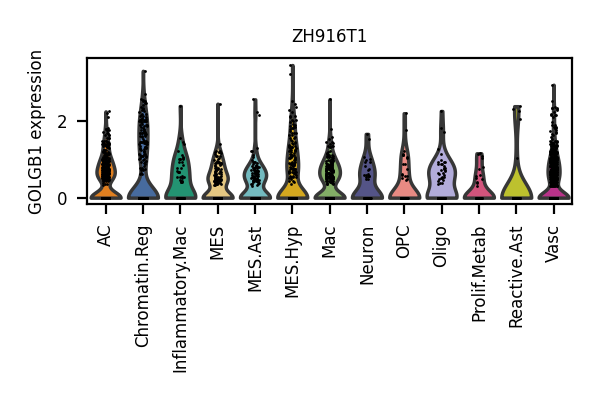 ZH916T1
GOLGB1 expression
2
0
AC
Chromatin.Reg
Inflammatory.Mac
MES
MES.Ast
MES.Hyp
Mac
Neuron
OPC
Oligo
Prolif.Metab
Reactive.Ast
Vasc